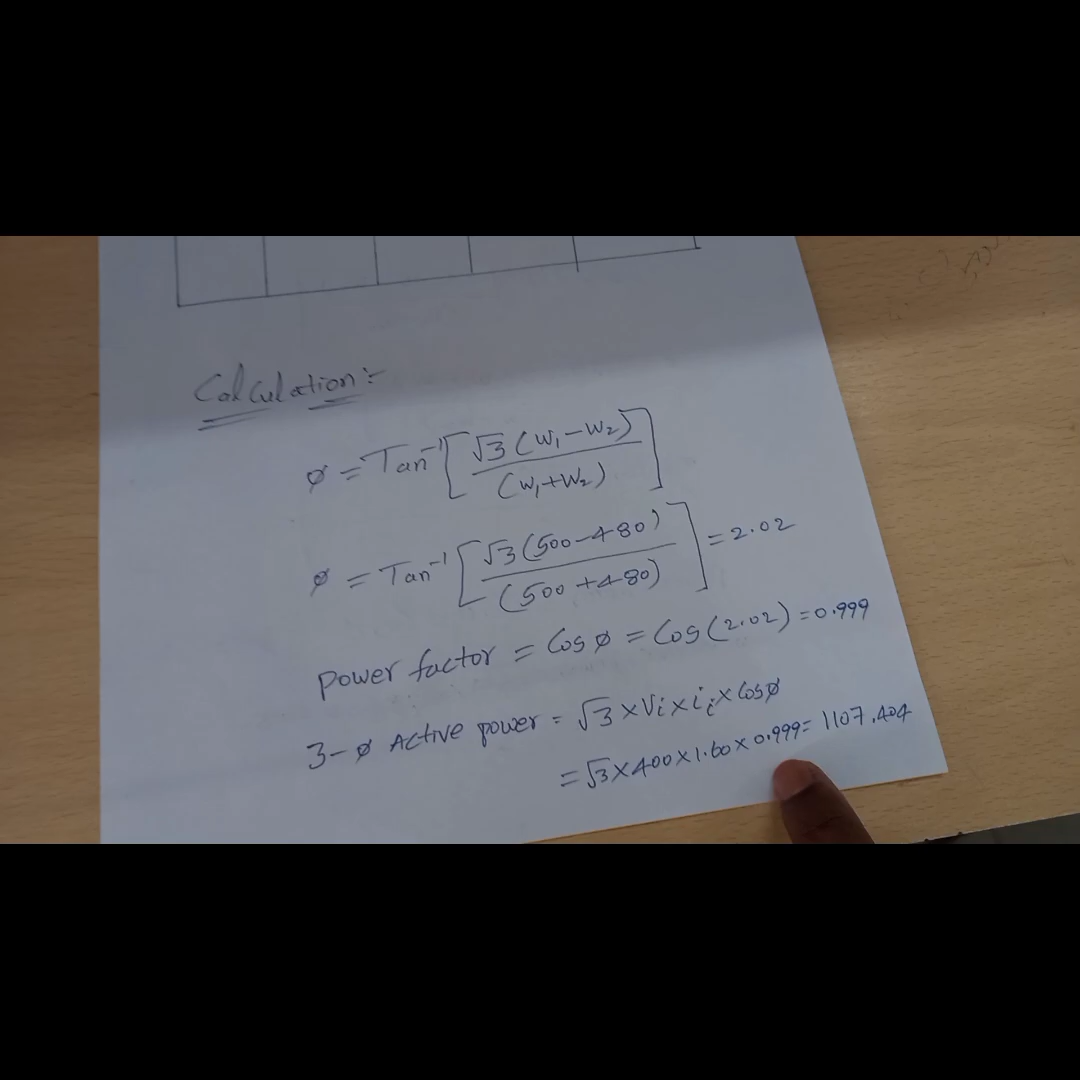 Calculation:-
ø = Tan⁻¹ [ √3 (W₁-W₂)
(W₁+W₂) ]
ø = Tan⁻¹ [ √3 (500-480)
(500+480) ] = 2.02
Power factor = Cos ø = Cos (2.02) = 0.999
3-ø Active power = √3 × Vi × i i × Cosø
= √3 × 400 × 1.60 × 0.999 = 1107.404